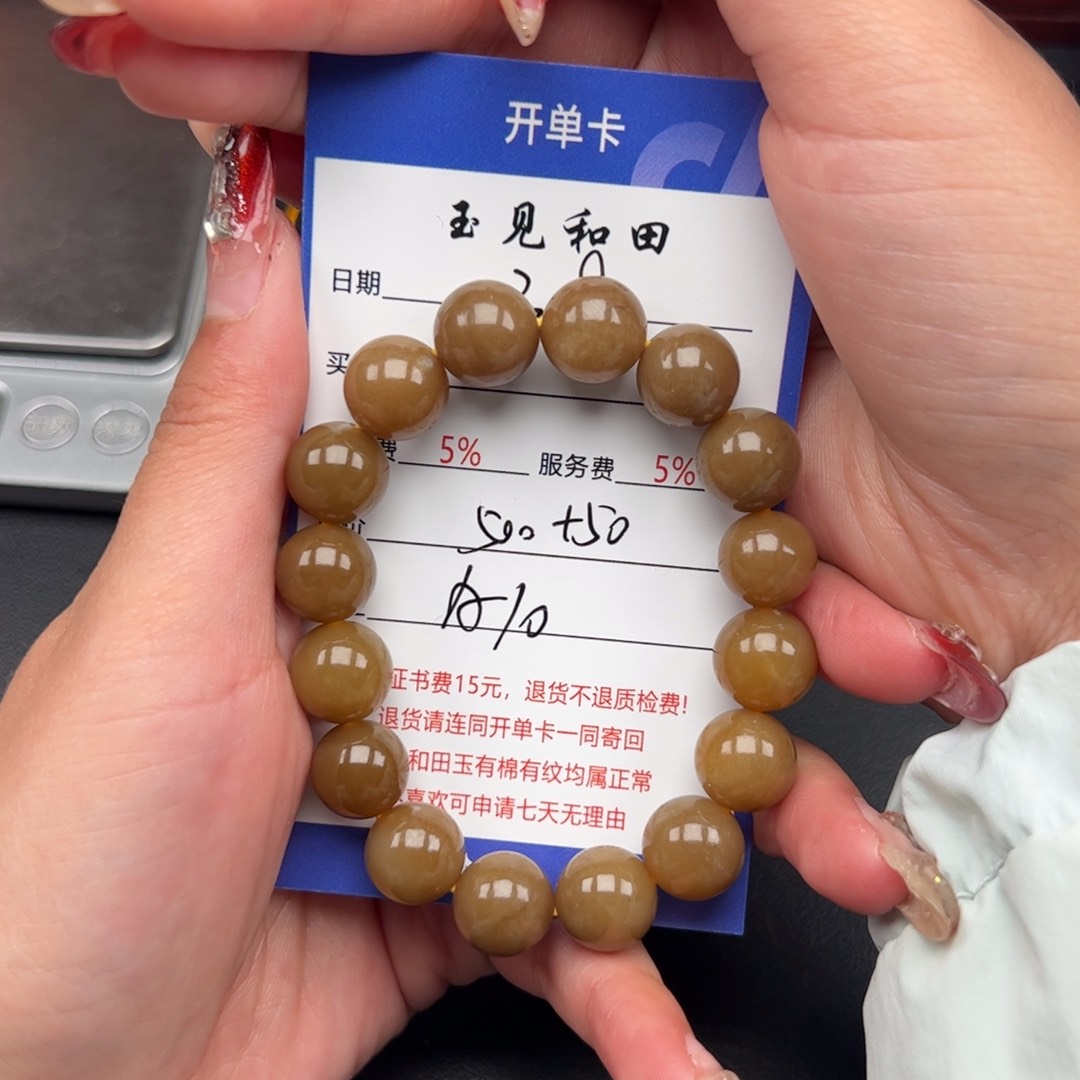 开单卡
玉见和田
日期
买
费 5% 服务费 5%
500 +50
证书费15元，退货不退质检费!
退货请连同开单卡一同寄回
和田玉有棉有纹均属正常
喜欢可申请七天无理由